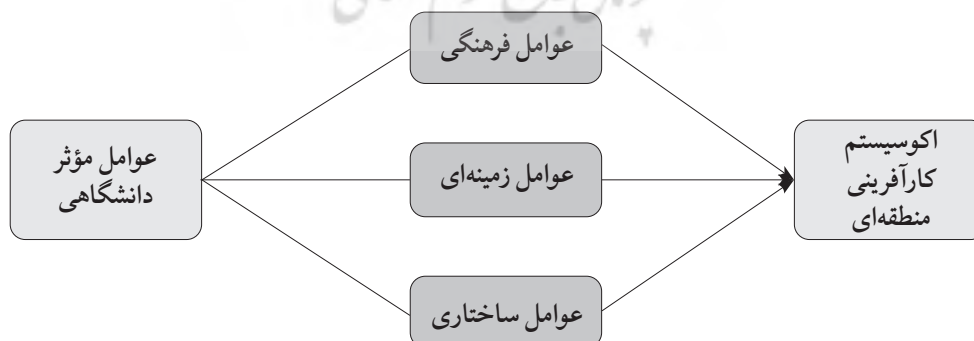 عوامل فرهنگی
عوامل مؤثر
دانشگاهی
عوامل زمینه‌ای
اکوسیستم
کارآفرینی
منطقه‌ای
عوامل ساختاری